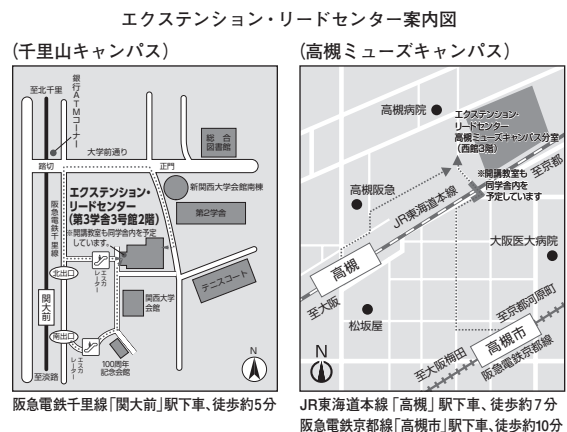 エクステンション・リードセンター案内図
(千里山キャンパス)
至北千里
銀行ATMコーナー
大学前通り
踏切
正門
総合
図書館
新関西大学会館南棟
第2学舎
エクステンション・
リードセンター
(第3学舎3号館2階)
※開講教室も同学舎内を予定
しています。
阪急電鉄千里線
北出口
エスカレーター
関大前
関西大学
会館
テニスコート
南出口
エスカレーター
100周年
記念会館
至淡路
N
阪急電鉄千里線「関大前」駅下車、徒歩約5分
(高槻ミューズキャンパス)
高槻病院
エクステンション・
リードセンター
高槻ミューズキャンパス分室
(西館3階)
至京都
※開講教室も
同学舎内を
予定しています
高槻阪急
JR東海道本線
大阪医大病院
高槻
至大阪
松坂屋
至京都河原町
高槻市
至大阪梅田
阪急電鉄京都線
N
JR東海道本線「高槻」駅下車、徒歩約7分
阪急電鉄京都線「高槻市」駅下車、徒歩約10分